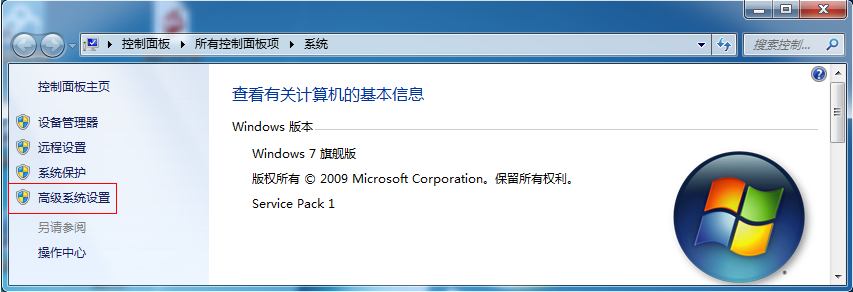 控制面板 ▸ 所有控制面板项 ▸ 系统
搜索控制...
控制面板主页
设备管理器
远程设置
系统保护
高级系统设置
另请参阅
操作中心
查看有关计算机的基本信息
Windows 版本
Windows 7 旗舰版
版权所有 © 2009 Microsoft Corporation。保留所有权利。
Service Pack 1